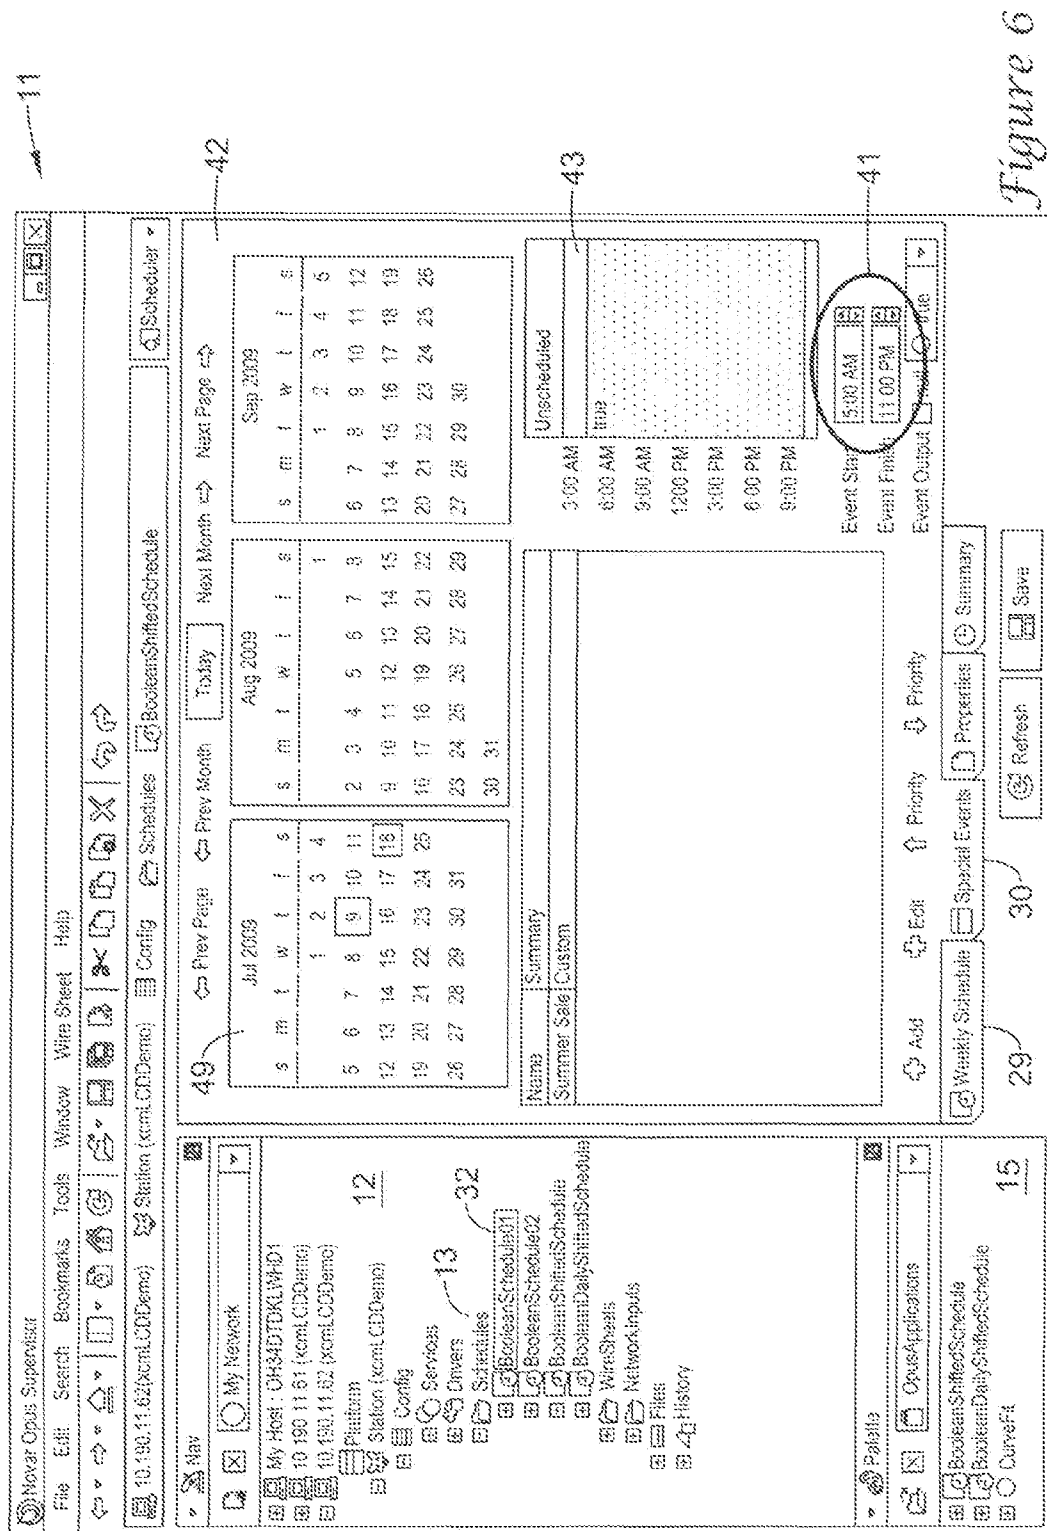 Novar Opus Supervisor
File Edit Search Bookmarks Tools Window Wire Sheet Help
10.190.11.62(xcmLCDDemo) Station (xcmLCDDemo) Config Schedules BooleanShiftedSchedule Scheduler
11
Nav
My Network
My Host : OH34DTDKLWHD1
10.190.11.61 (xcmLCDDemo)
10.190.11.62 (xcmLCDDemo)
Platform
Station (xcmLCDDemo)
Config
Services
Drivers
Schedules
BooleanSchedule01
BooleanSchedule02
BooleanShiftedSchedule
BooleanDailyShiftedSchedule
WireSheets
NetworkInputs
Files
History
12
13
32
Palette
OpusApplications
BooleanShiftedSchedule
BooleanDailyShiftedSchedule
CurveFit
15
Prev Page Prev Month Today Next Month Next Page
42
49
Jul 2009
s m t w t f s
1 2 3 4
5 6 7 8 9 10 11
12 13 14 15 16 17 18
19 20 21 22 23 24 25
26 27 28 29 30 31
Aug 2009
s m t w t f s
1
2 3 4 5 6 7 8
9 10 11 12 13 14 15
16 17 18 19 20 21 22
23 24 25 26 27 28 29
30 31
Sep 2009
s m t w t f s
1 2 3 4 5
6 7 8 9 10 11 12
13 14 15 16 17 18 19
20 21 22 23 24 25 26
27 28 29 30
Name Summary
Summer Sale Custom
Unscheduled
43
3:00 AM
6:00 AM
9:00 AM
12:00 PM
3:00 PM
6:00 PM
9:00 PM
true
Event Start 5:00 AM
Event Finish 11:00 PM
Event Output null true
41
Add Edit Priority Priority
Weekly Schedule Special Events Properties Summary
29
30
Refresh Save
Figure 6